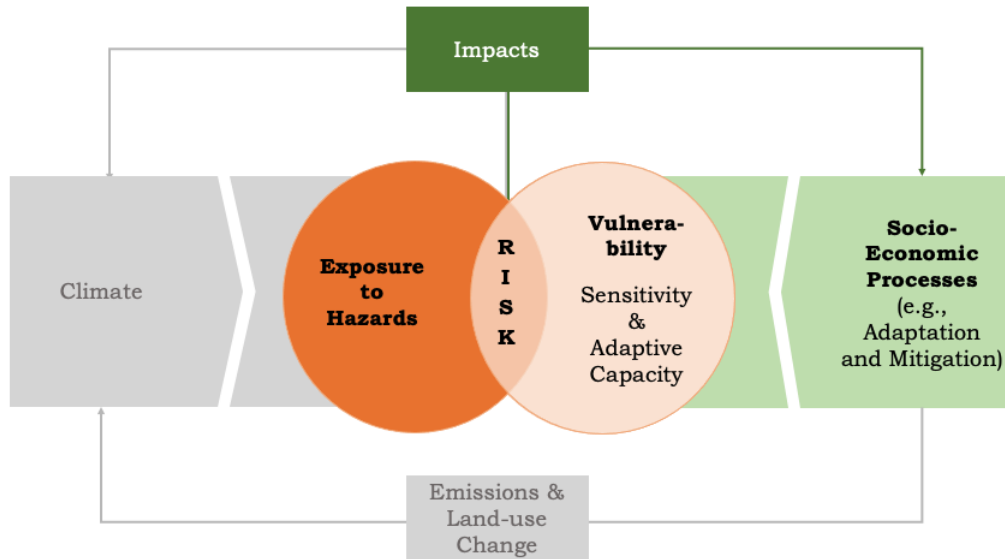 Impacts
Climate
Exposure
to
Hazards
R
I
S
K
Vulnera-
bility
Sensitivity
&
Adaptive
Capacity
Socio-
Economic
Processes
(e.g.,
Adaptation
and Mitigation)
Emissions &
Land-use
Change